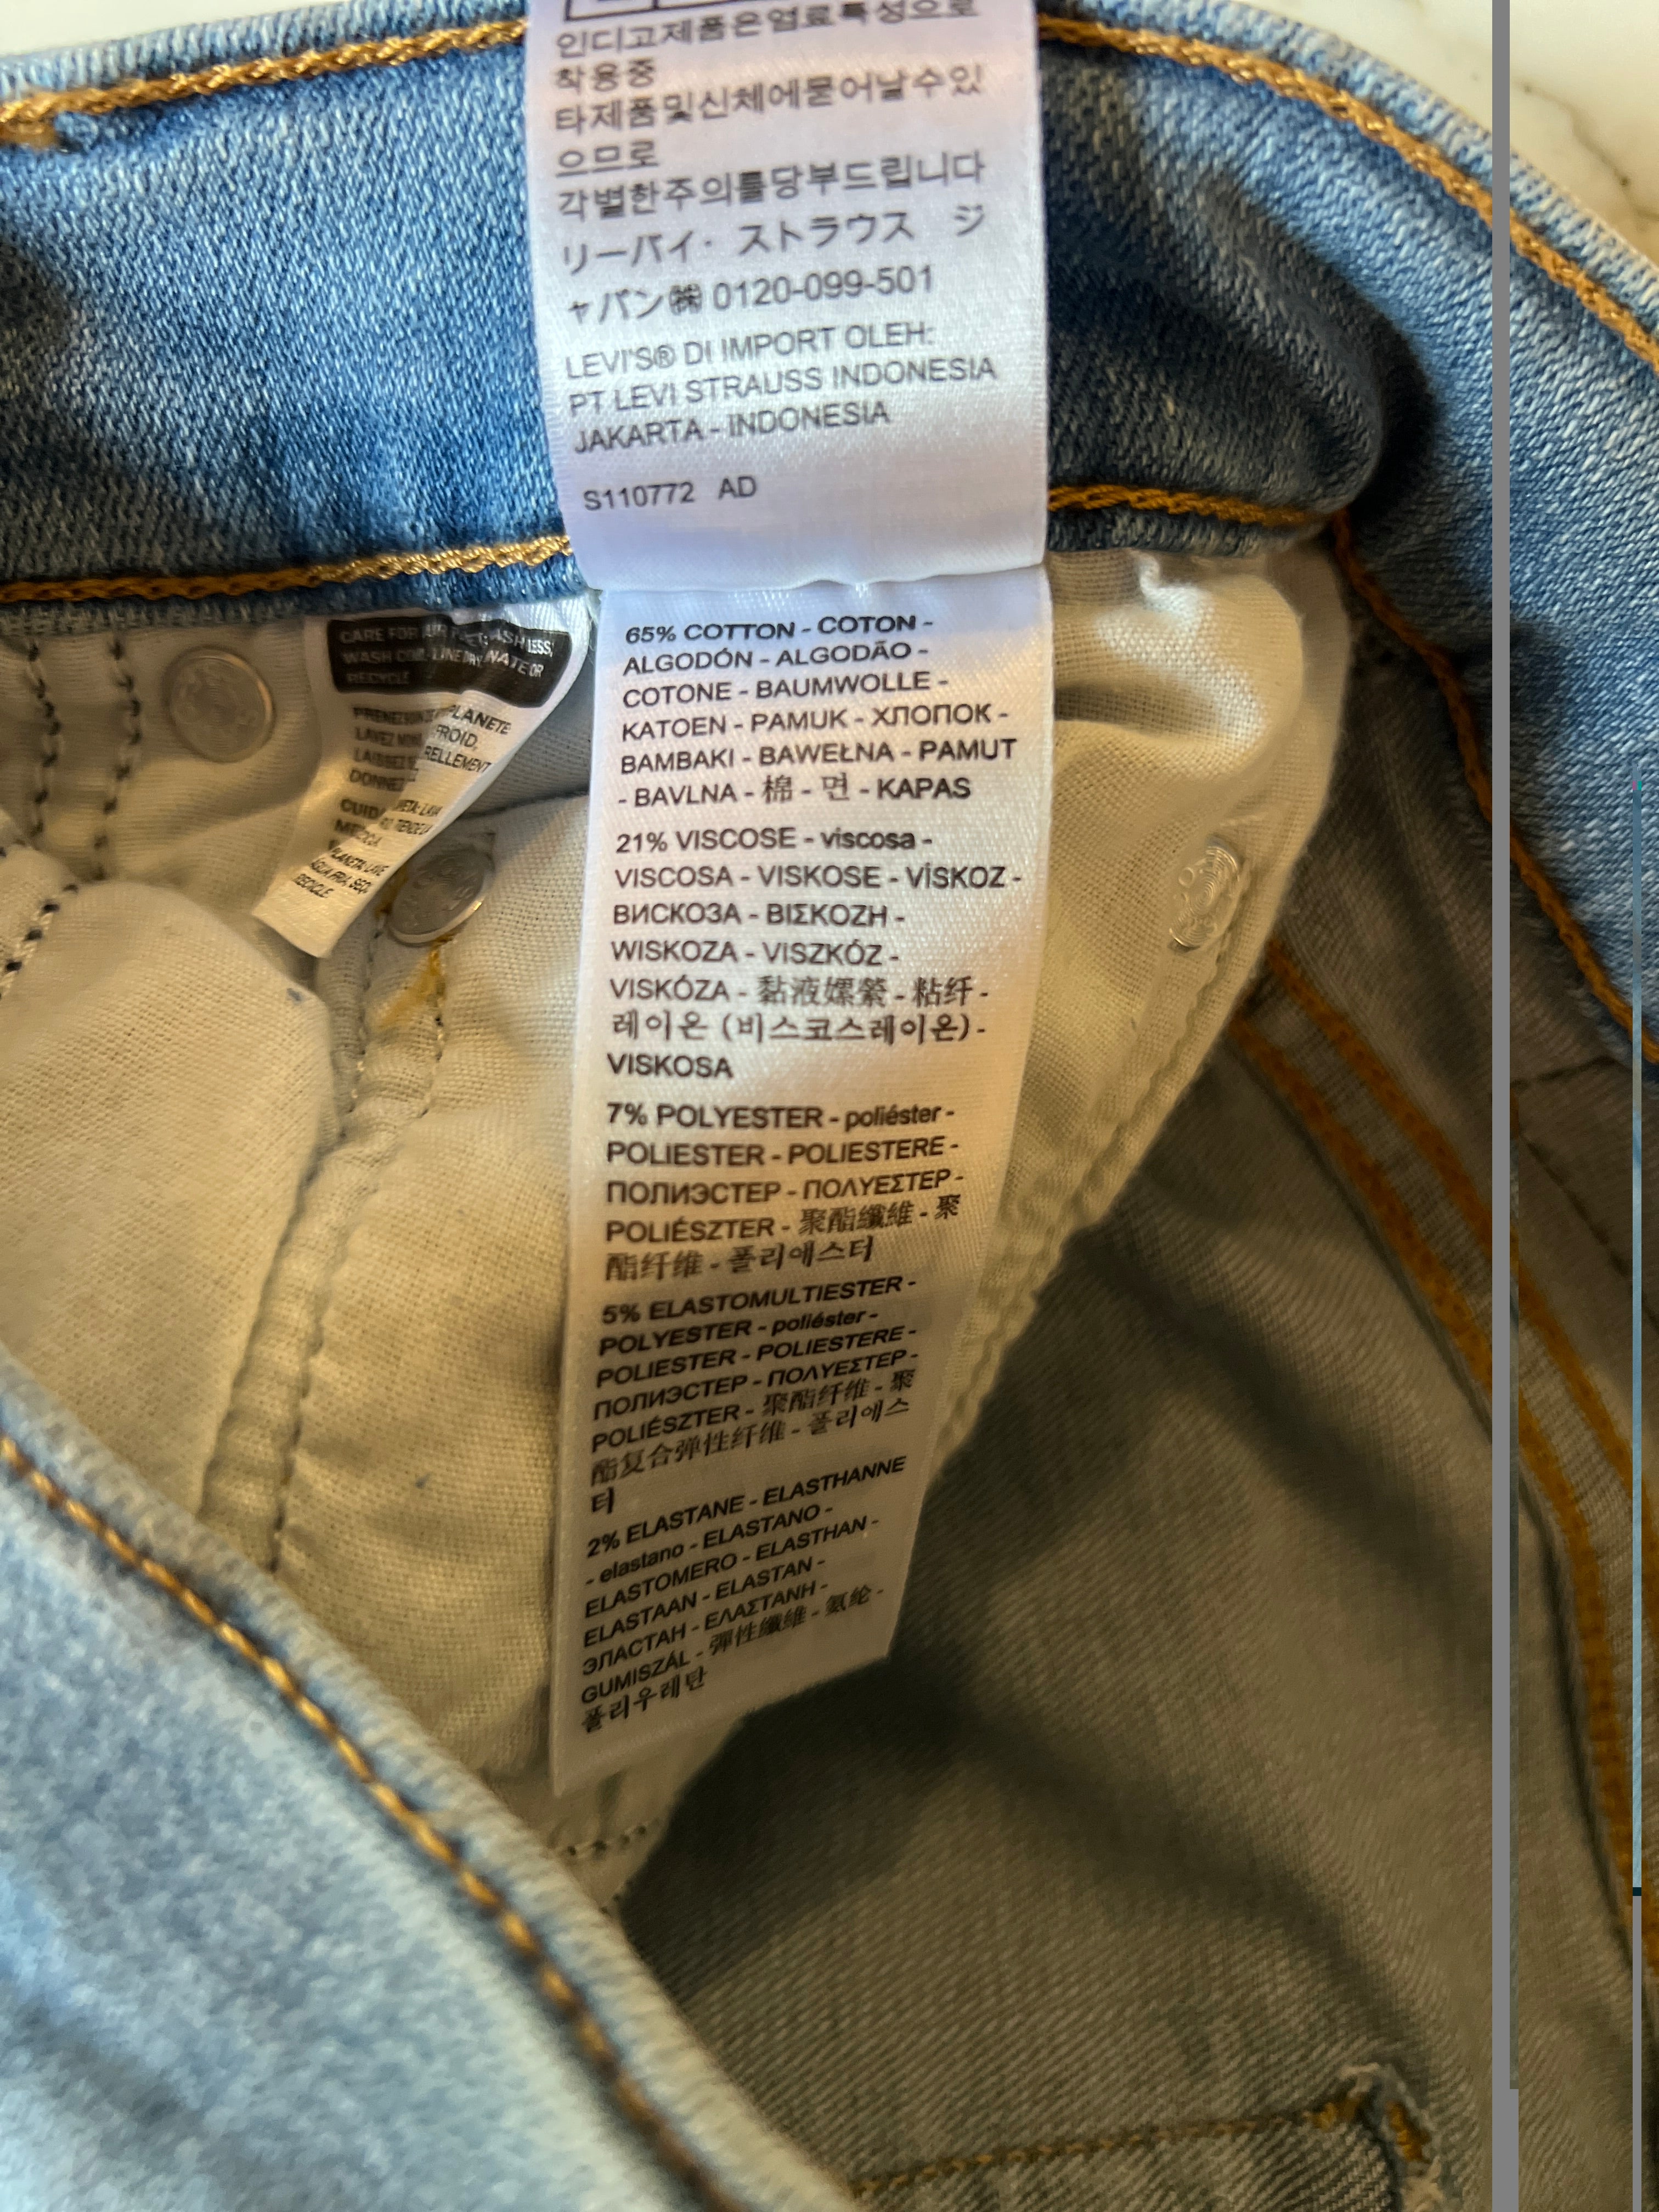 인디고제품은염료특성으로
착용중
타제품및신체에묻어날수있
으므로
각별한주의를당부드립니다
リーバイ・ストラウス ジ
ャパン㈱ 0120-099-501
LEVI'S® DI IMPORT OLEH:
PT LEVI STRAUSS INDONESIA
JAKARTA - INDONESIA
S110772 AD
65% COTTON - COTON -
ALGODÓN - ALGODÃO -
COTONE - BAUMWOLLE -
KATOEN - PAMUK - ХЛОПОК -
BAMBAKI - BAWEŁNA - PAMUT
- BAVLNA - 棉 - 면 - KAPAS
21% VISCOSE - viscosa -
VISCOSA - VISKOSE - VİSKOZ -
ВИСКОЗА - ΒΙΣΚΟΖΗ -
WISKOZA - VISZKÓZ -
VISKÓZA - 黏液嫘縈 - 粘纤 -
레이온 (비스코스레이온) -
VISKOSA
7% POLYESTER - poliéster -
POLIESTER - POLIESTERE -
ПОЛИЭСТЕР - ΠΟΛΥΕΣΤΕΡ -
POLIÉSZTER - 聚酯纖維 - 聚
酯纤维 - 폴리에스터
5% ELASTOMULTIESTER -
POLYESTER - poliéster -
POLIESTER - POLIESTERE -
ПОЛИЭСТЕР - ΠΟΛΥΕΣΤΕΡ -
POLIÉSZTER - 聚酯纤维 - 聚
酯复合弹性纤维 - 폴리에스
터
2% ELASTANE - ELASTHANNE
- elastano - ELASTANO -
ELASTOMERO - ELASTHAN -
ELASTAAN - ELASTAN -
ЭЛАСТАН - ΕΛΑΣΤΑΝΗ -
GUMISZÁL - 彈性纖維 - 氨纶 -
폴리우레탄
CARE FOR LESS,
WASH LINE DRY, OR
RECYCLE
PLANETE
FROID,
DONNEZ
RECICLE